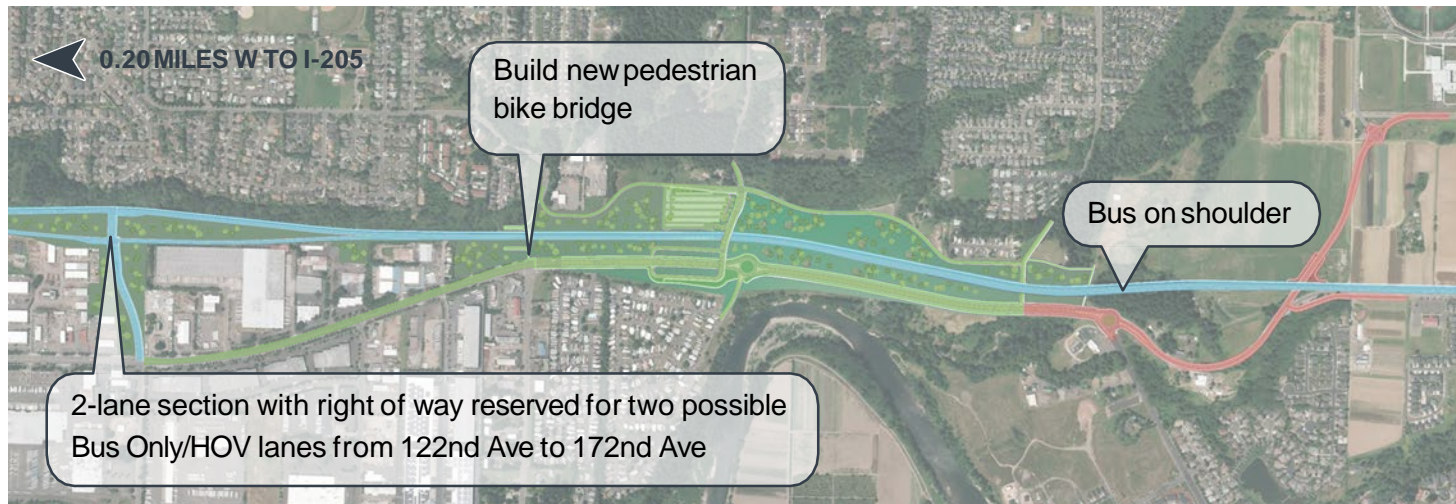 0.20 MILES W TO I-205
Build new pedestrian
bike bridge
Bus on shoulder
2-lane section with right of way reserved for two possible
Bus Only/HOV lanes from 122nd Ave to 172nd Ave